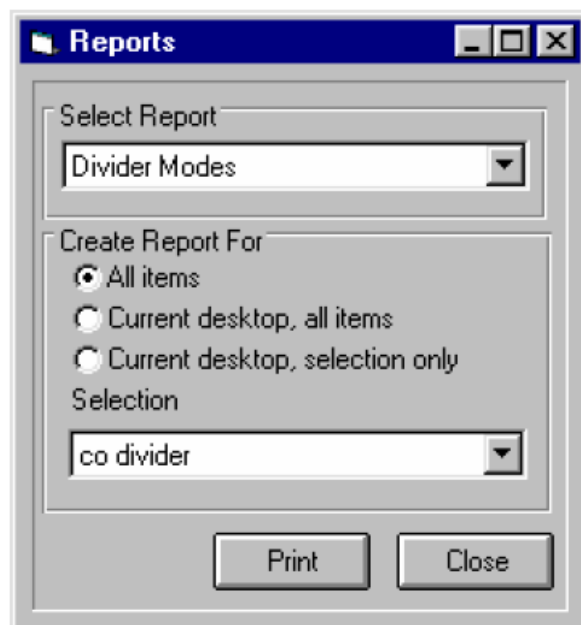 Reports
Select Report
Divider Modes
Create Report For
All items
Current desktop, all items
Current desktop, selection only
Selection
co divider
Print Close